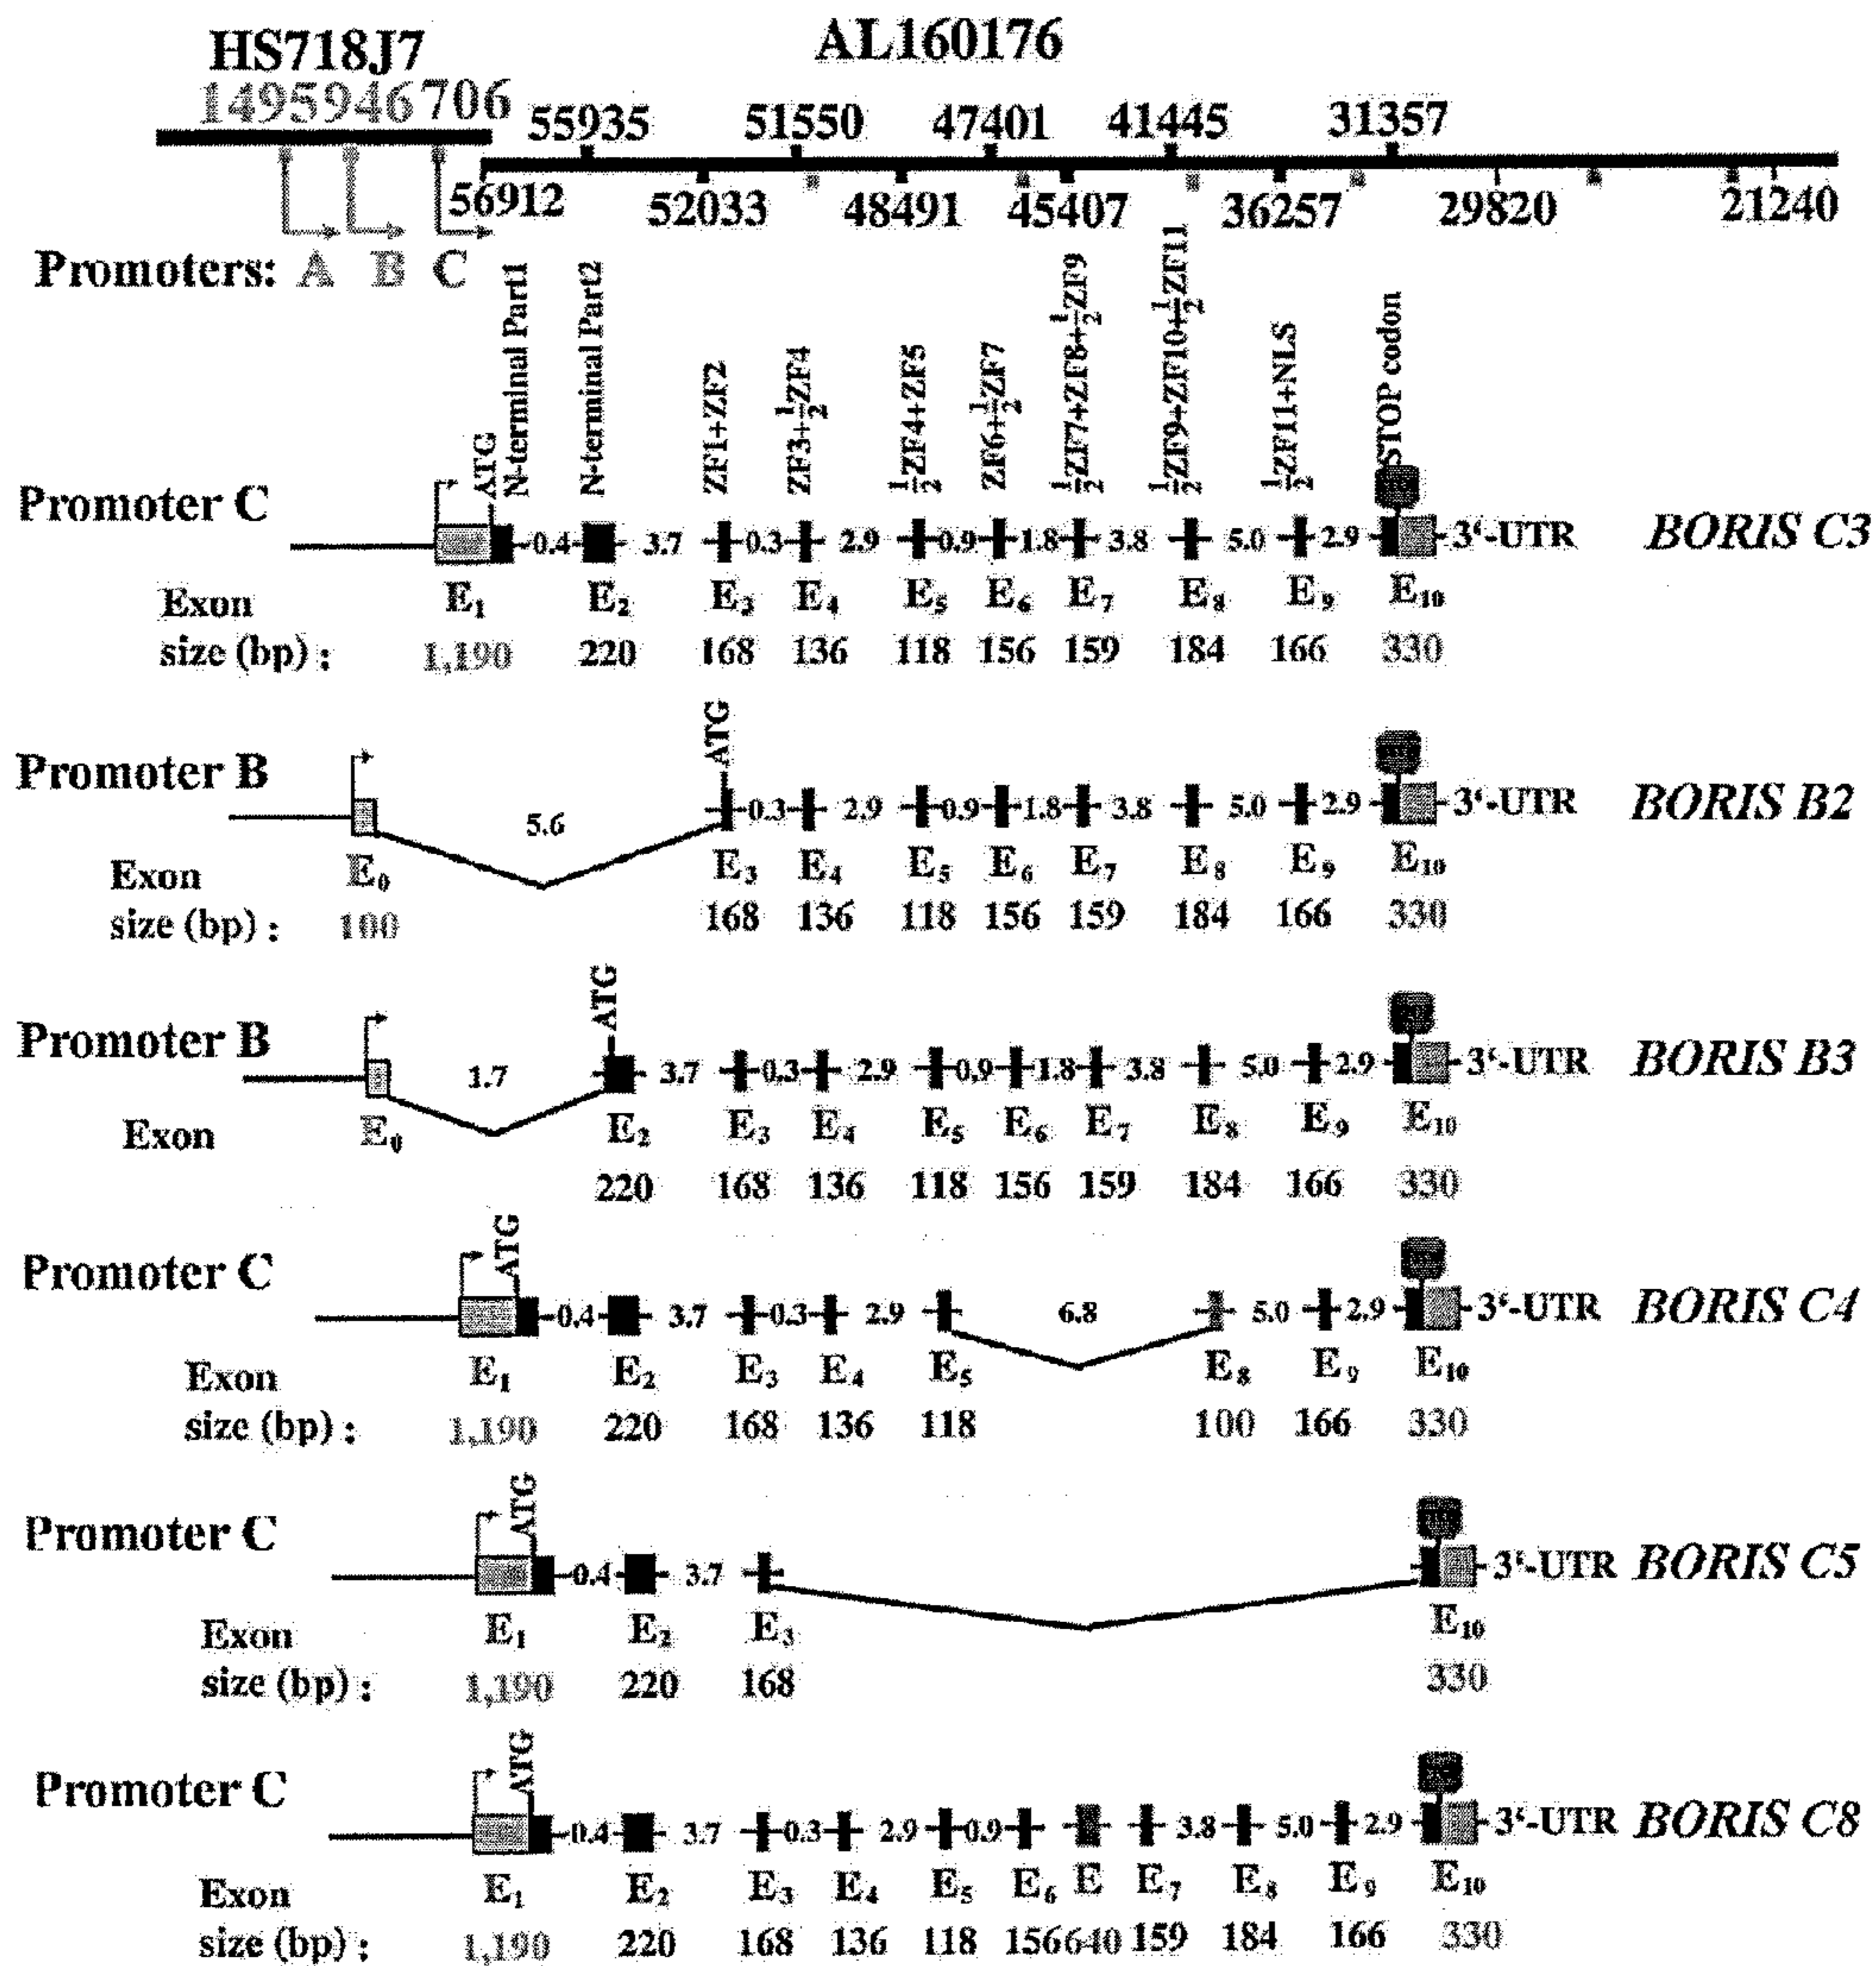 HS718J7 AL160176
1495 946 706
55935 51550 47401 41445 31357
56912 52033 48491 45407 36257 29820 21240
Promoters: A B C
ATG N-terminal Part1 N-terminal Part2 ZF1+ZF2 ZF3+½ZF4 ½ZF4+ZF5 ZF6+½ZF7 ½ZF7+ZF8+½ZF9 ½ZF9+ZF10+½ZF11 ½ZF11+NLS STOP codon
Promoter C 0.4 3.7 0.3 2.9 0.9 1.8 3.8 5.0 2.9 3‘-UTR BORIS C3
Exon E₁ E₂ E₃ E₄ E₅ E₆ E₇ E₈ E₉ E₁₀
size (bp) : 1,190 220 168 136 118 156 159 184 166 330
ATG
Promoter B 5.6 0.3 2.9 0.9 1.8 3.8 5.0 2.9 3‘-UTR BORIS B2
Exon E₀ E₃ E₄ E₅ E₆ E₇ E₈ E₉ E₁₀
size (bp) : 100 168 136 118 156 159 184 166 330
ATG
Promoter B 1.7 3.7 0.3 2.9 0.9 1.8 3.8 5.0 2.9 3‘-UTR BORIS B3
Exon E₀ E₂ E₃ E₄ E₅ E₆ E₇ E₈ E₉ E₁₀
220 168 136 118 156 159 184 166 330
ATG
Promoter C 0.4 3.7 0.3 2.9 6.8 5.0 2.9 3‘-UTR BORIS C4
Exon E₁ E₂ E₃ E₄ E₅ E₈ E₉ E₁₀
size (bp) : 1,190 220 168 136 118 100 166 330
ATG
Promoter C 0.4 3.7 3‘-UTR BORIS C5
Exon E₁ E₂ E₃ E₁₀
size (bp) : 1,190 220 168 330
ATG
Promoter C 0.4 3.7 0.3 2.9 0.9 3.8 5.0 2.9 3‘-UTR BORIS C8
Exon E₁ E₂ E₃ E₄ E₅ E₆ E E₇ E₈ E₉ E₁₀
size (bp) : 1,190 220 168 136 118 156 640 159 184 166 330